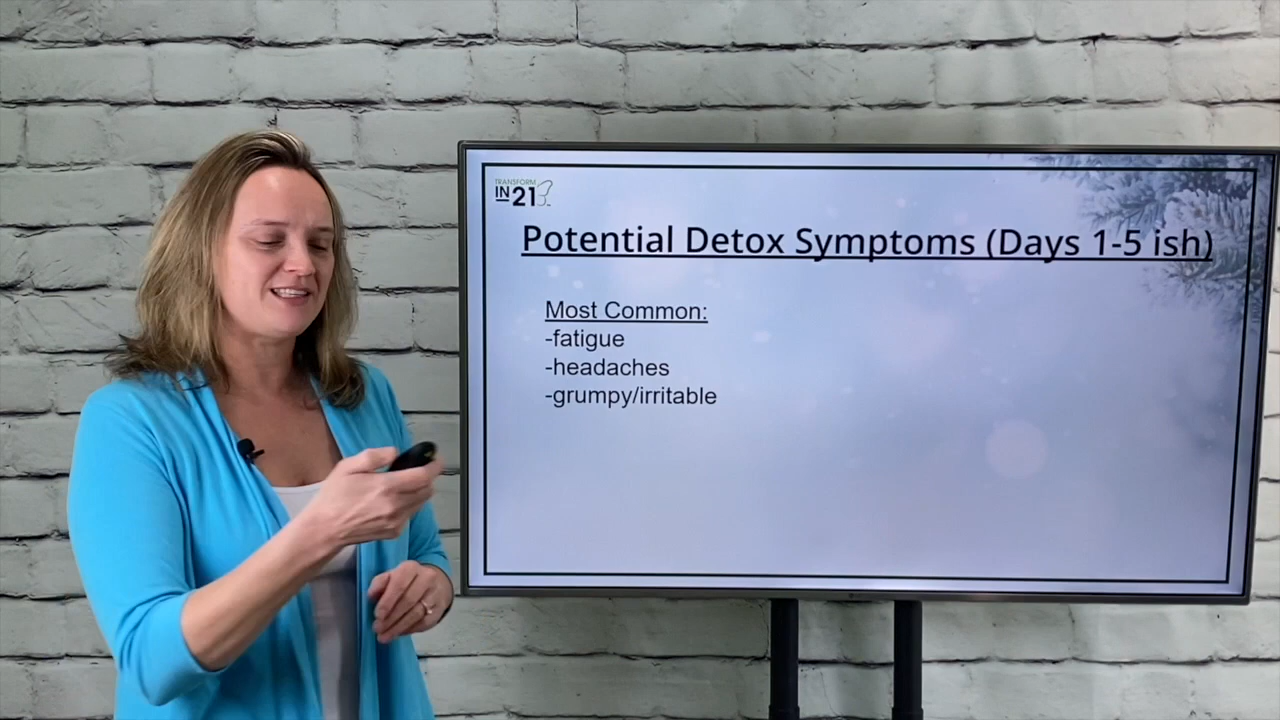 TRANSFORM
IN 21
Potential Detox Symptoms (Days 1-5 ish)
Most Common:
-fatigue
-headaches
-grumpy/irritable